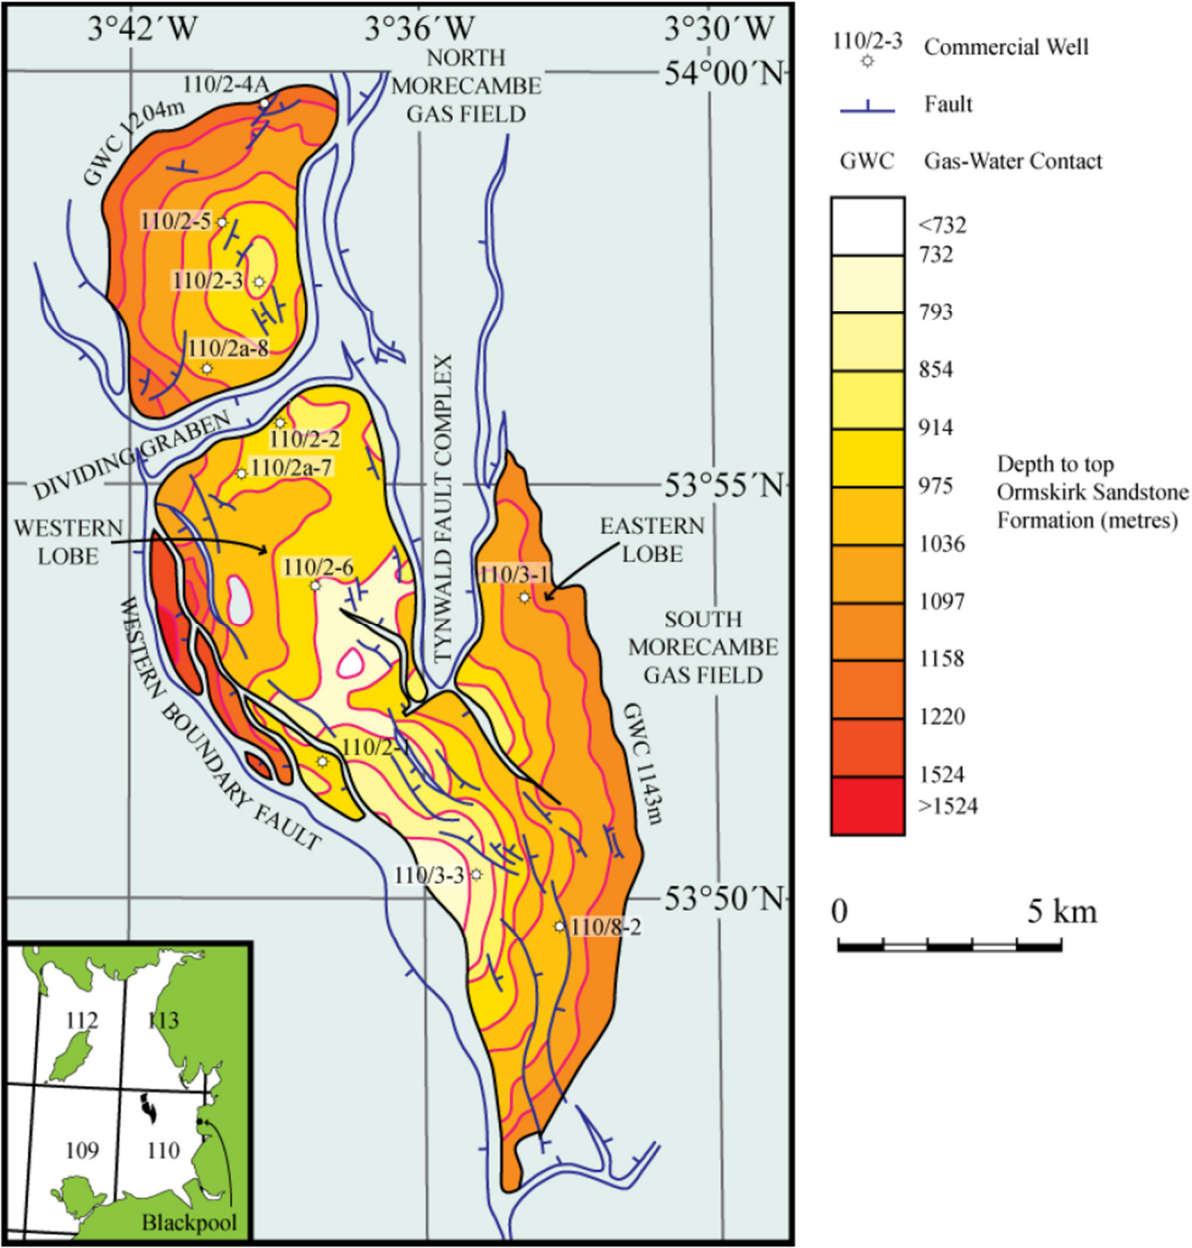 3°42´W
3°36´W
3°30´W
54°00´N
NORTH
MORECAMBE
GAS FIELD
110/2-4A
GWC 1204m
110/2-5
110/2-3
110/2a-8
DIVIDING GRABEN
110/2-2
110/2a-7
53°55´N
WESTERN
LOBE
TYNWALD FAULT COMPLEX
EASTERN
LOBE
110/2-6
110/3-1
SOUTH
MORECAMBE
GAS FIELD
WESTERN BOUNDARY FAULT
GWC 1143m
110/2-1
110/3-3
53°50´N
110/8-2
112
113
109
110
Blackpool
110/2-3
Commercial Well
Fault
GWC
Gas-Water Contact
<732
732
793
854
914
975
1036
1097
1158
1220
1524
>1524
Depth to top
Ormskirk Sandstone
Formation (metres)
0
5 km